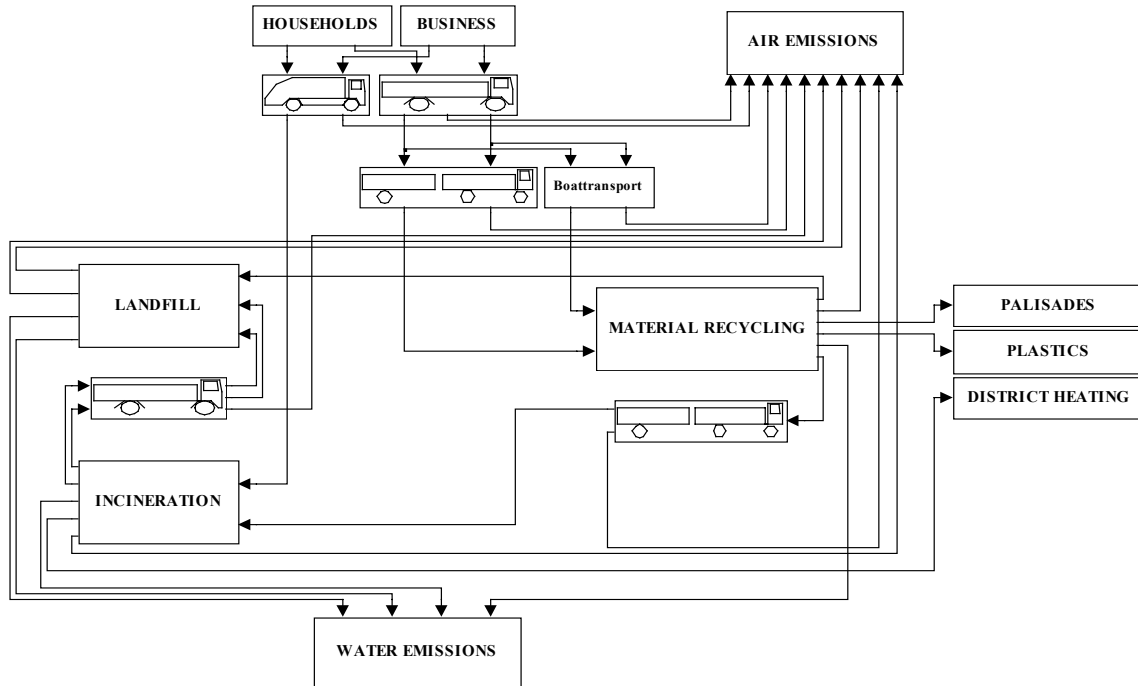 HOUSEHOLDS
BUSINESS
AIR EMISSIONS
Boattransport
LANDFILL
MATERIAL RECYCLING
PALISADES
PLASTICS
DISTRICT HEATING
INCINERATION
WATER EMISSIONS